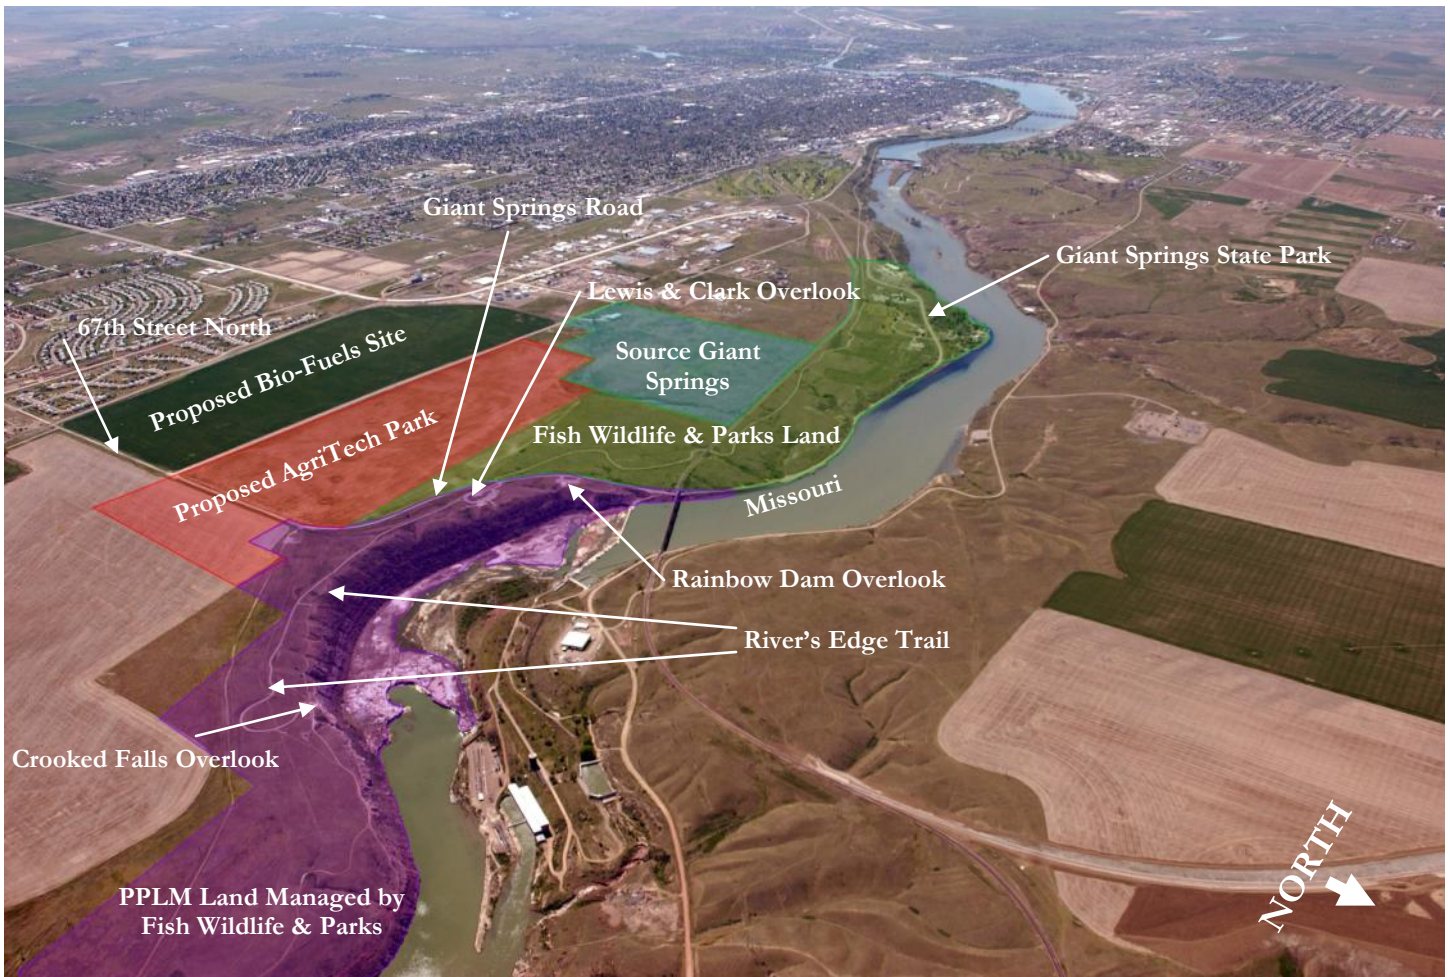 Giant Springs Road
Giant Springs State Park
Lewis & Clark Overlook
67th Street North
Proposed Bio-Fuels Site
Source Giant
Springs
Proposed AgriTech Park
Fish Wildlife & Parks Land
Missouri
Rainbow Dam Overlook
River’s Edge Trail
Crooked Falls Overlook
PPLM Land Managed by
Fish Wildlife & Parks
NORTH